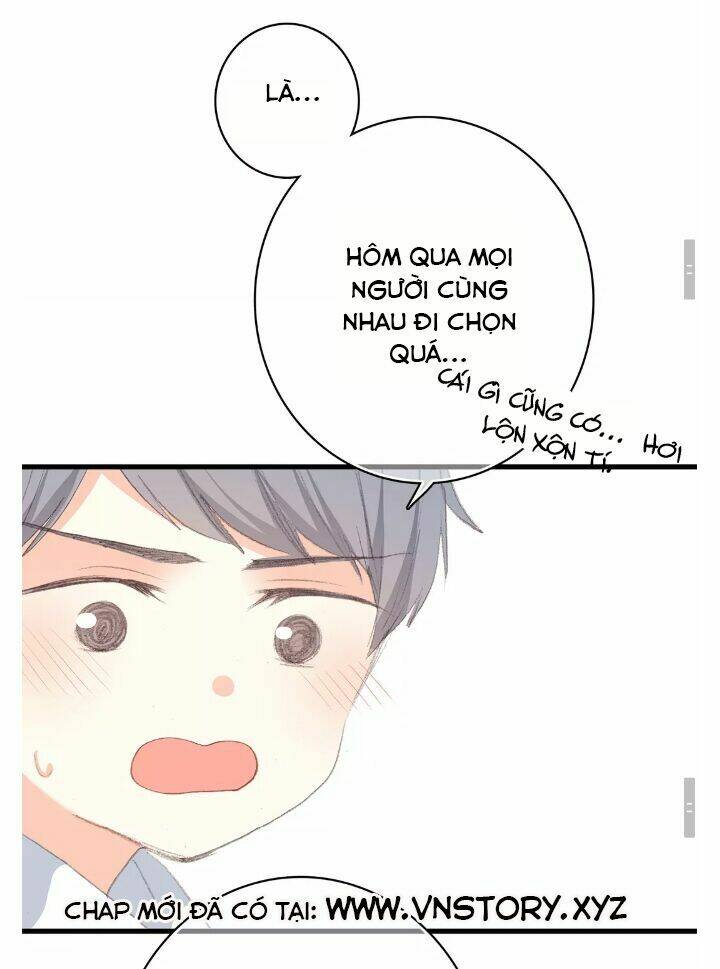 LÀ...
HÔM QUA MỌI
NGƯỜI CÙNG
NHAU ĐI CHỌN
QUÁ...
CÁI GÌ CŨNG CÓ... HƠI
LỘN XỘN TÍ.
CHAP MỚI ĐÃ CÓ TẠI: WWW.VNSTORY.XYZ